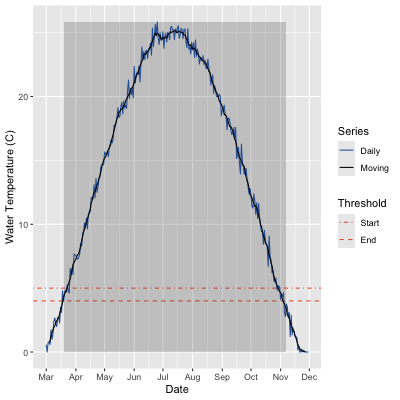 Water Temperature (C)
20
10
0
Mar Apr May Jun Jul Aug Sep Oct Nov Dec
Date
Series
Daily
Moving
Threshold
Start
End